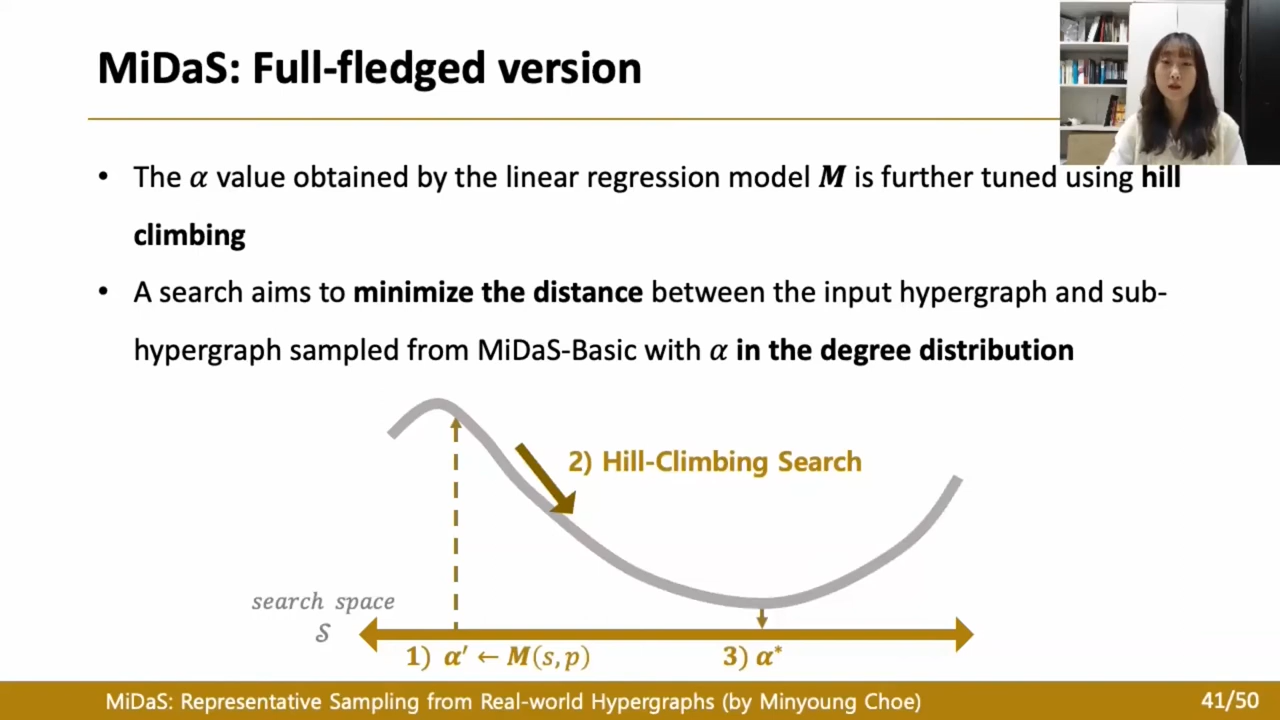 MiDaS: Full-fledged version
• The α value obtained by the linear regression model M is further tuned using hill
climbing
• A search aims to minimize the distance between the input hypergraph and sub-
hypergraph sampled from MiDaS-Basic with α in the degree distribution
2) Hill-Climbing Search
search space
𝒮
1) α′ ← M(s, p)
3) α*
MiDaS: Representative Sampling from Real-world Hypergraphs (by Minyoung Choe)
41/50